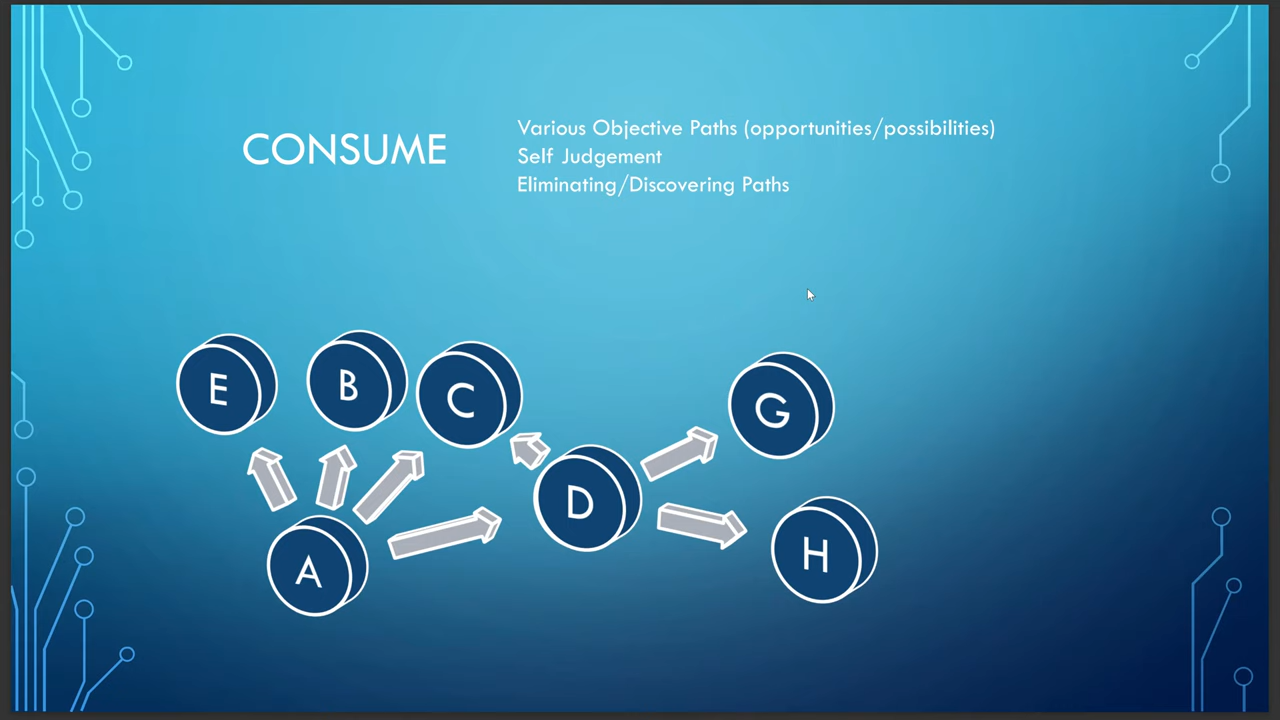 CONSUME
Various Objective Paths (opportunities/possibilities)
Self Judgement
Eliminating/Discovering Paths
E
B
C
G
D
H
A